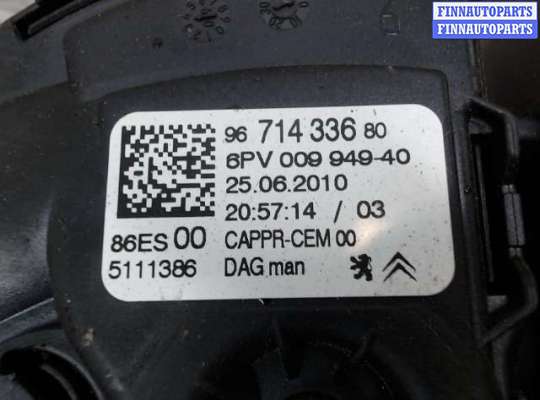 FINNAUTOPARTS
FINNAUTOPARTS
96 714 336 80
6PV 009 949-40
25.06.2010
20:57:14 / 03
86ES 00 CAPPR-CEM 00
5111386 DAG man